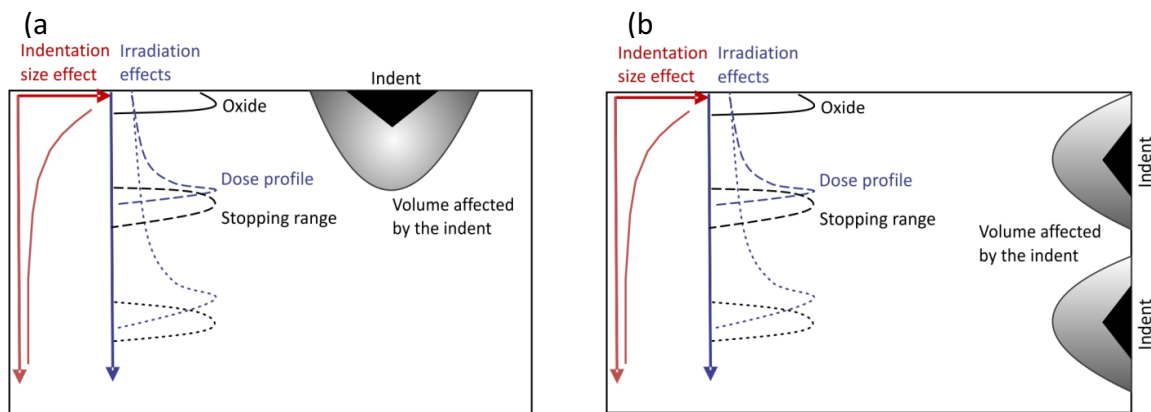 (a
Indentation
size effect
Irradiation
effects
Indent
Oxide
Dose profile
Stopping range
Volume affected
by the indent
(b)
Indentation
size effect
Irradiation
effects
Oxide
Dose profile
Stopping range
Volume affected
by the indent
Indent
Indent